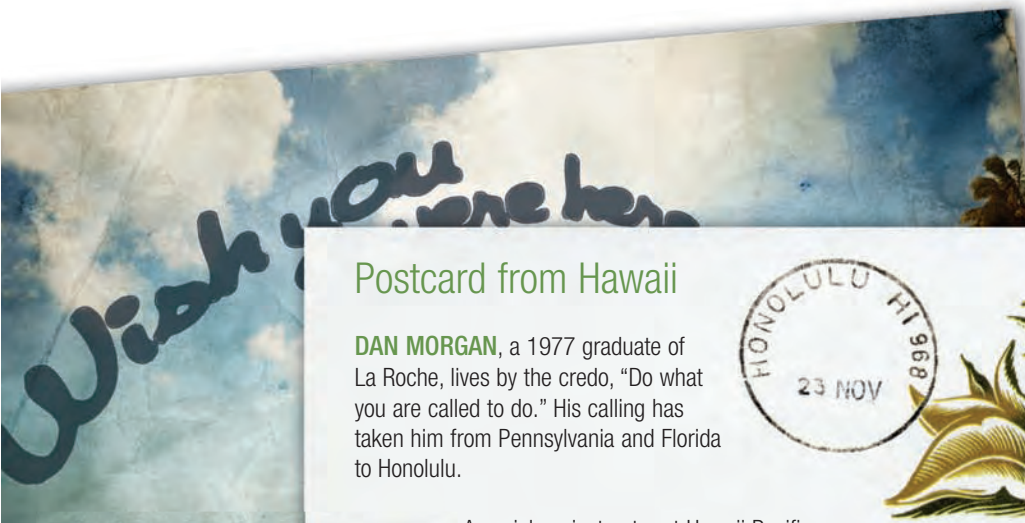 Wish you
were here
Postcard from Hawaii
DAN MORGAN, a 1977 graduate of
La Roche, lives by the credo, “Do what
you are called to do.” His calling has
taken him from Pennsylvania and Florida
to Honolulu.
HONOLULU HI 968
23 NOV